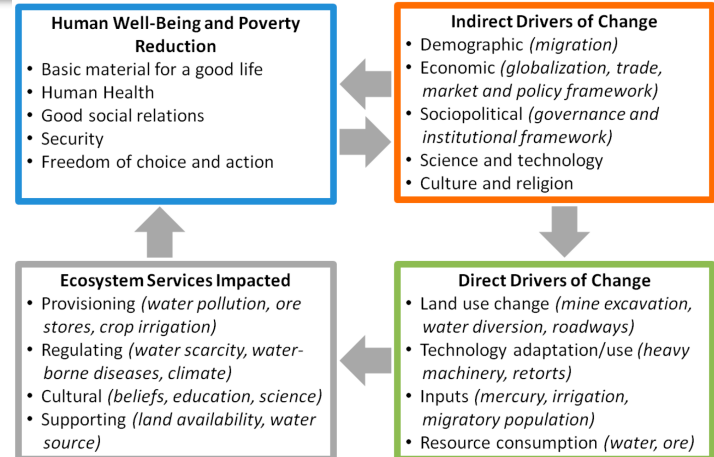 Human Well-Being and Poverty
Reduction
• Basic material for a good life
• Human Health
• Good social relations
• Security
• Freedom of choice and action
Indirect Drivers of Change
• Demographic (migration)
• Economic (globalization, trade,
market and policy framework)
• Sociopolitical (governance and
institutional framework)
• Science and technology
• Culture and religion
Ecosystem Services Impacted
• Provisioning (water pollution, ore
stores, crop irrigation)
• Regulating (water scarcity, water-
borne diseases, climate)
• Cultural (beliefs, education, science)
• Supporting (land availability, water
source)
Direct Drivers of Change
• Land use change (mine excavation,
water diversion, roadways)
• Technology adaptation/use (heavy
machinery, retorts)
• Inputs (mercury, irrigation,
migratory population)
• Resource consumption (water, ore)